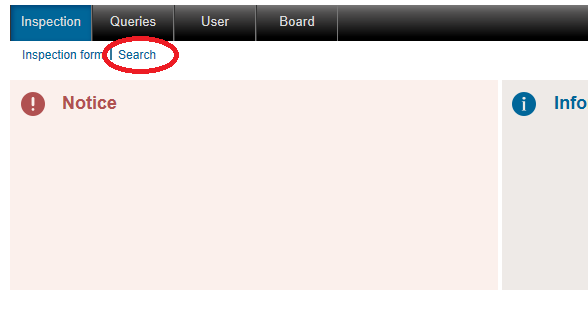 Inspection Queries User Board
Inspection form | Search
Notice
Info